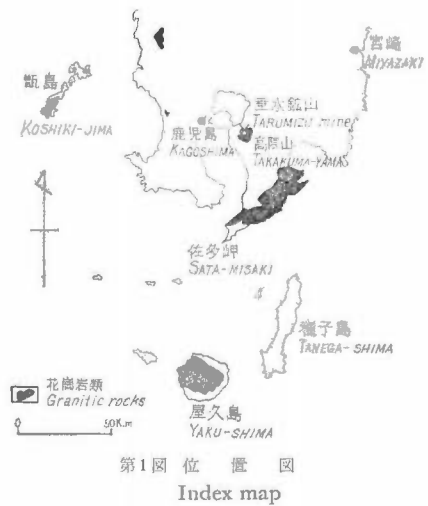 宮崎
MIYAZAKI
甑島
KOSHIKI-JIMA
垂水鉱山
TARUMIZU mine
鹿児島
KAGOSHIMA
高隈山
TAKAKUMA-YAMA
佐多岬
SATA-MISAKI
種子島
TANEGA-SHIMA
花崗岩類
Granitic rocks
0 50K.m
屋久島
YAKU-SHIMA
第1図 位置図
Index map